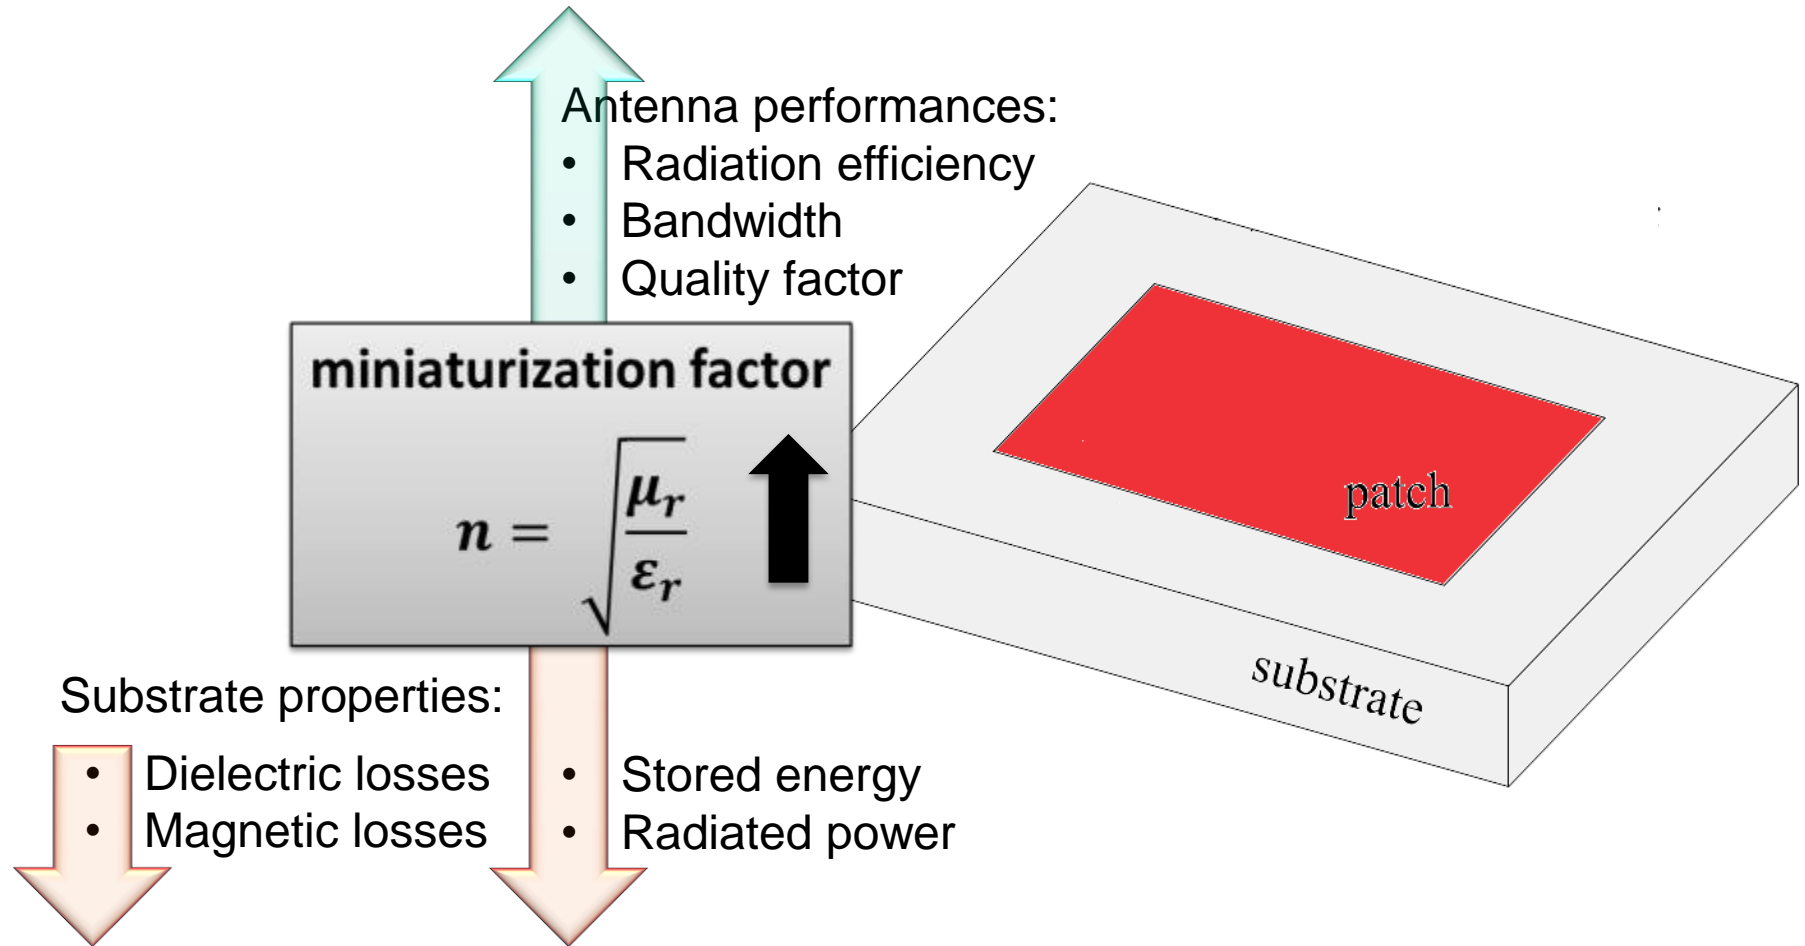 Antenna performances:
• Radiation efficiency
• Bandwidth
• Quality factor
miniaturization factor
n = √(μr/εr)
patch
substrate
Substrate properties:
• Dielectric losses
• Magnetic losses
• Stored energy
• Radiated power